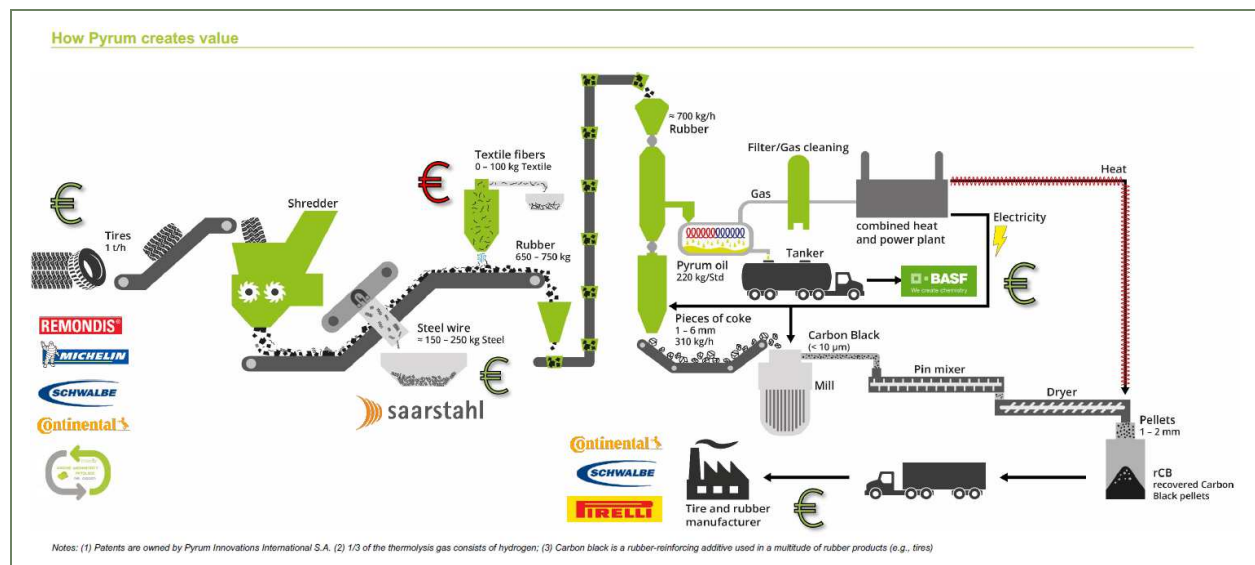 How Pyrum creates value
Tires
1 t/h
Shredder
Textile fibers
0 – 100 kg Textile
Rubber
650 – 750 kg
Steel wire
≈ 150 – 250 kg Steel
saarstahl
REMONDIS®
MICHELIN
SCHWALBE
Continental
≈ 700 kg/h
Rubber
Filter/Gas cleaning
Gas
Heat
combined heat
and power plant
Electricity
Pyrum oil
220 kg/Std
Tanker
BASF
We create chemistry
Pieces of coke
1 – 6 mm
310 kg/h
Carbon Black
(< 10 µm)
Mill
Pin mixer
Dryer
Pellets
1 – 2 mm
rCB
recovered Carbon
Black pellets
Continental
SCHWALBE
PIRELLI
Tire and rubber
manufacturer
Notes: (1) Patents are owned by Pyrum Innovations International S.A. (2) 1/3 of the thermolysis gas consists of hydrogen; (3) Carbon black is a rubber-reinforcing additive used in a multitude of rubber products (e.g., tires)